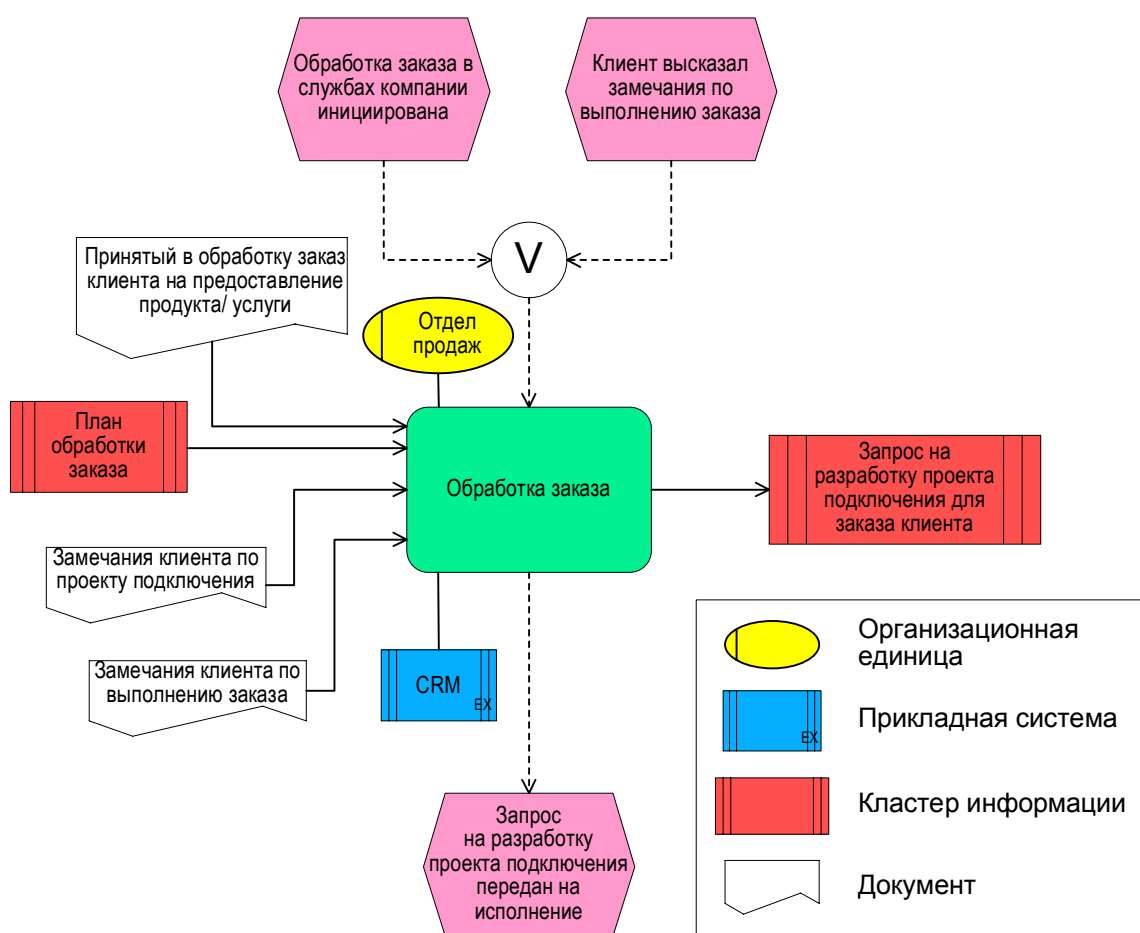 Обработка заказа в
службах компании
инициирована
Клиент высказал
замечания по
выполнению заказа
V
Принятый в обработку заказ
клиента на предоставление
продукта/ услуги
Отдел
продаж
План
обработки
заказа
Обработка заказа
Запрос на
разработку проекта
подключения для
заказа клиента
Замечания клиента по
проекту подключения
Замечания клиента по
выполнению заказа
CRM
EX
Запрос
на разработку
проекта подключения
передан на
исполнение
Организационная
единица
EX
Прикладная система
Кластер информации
Документ